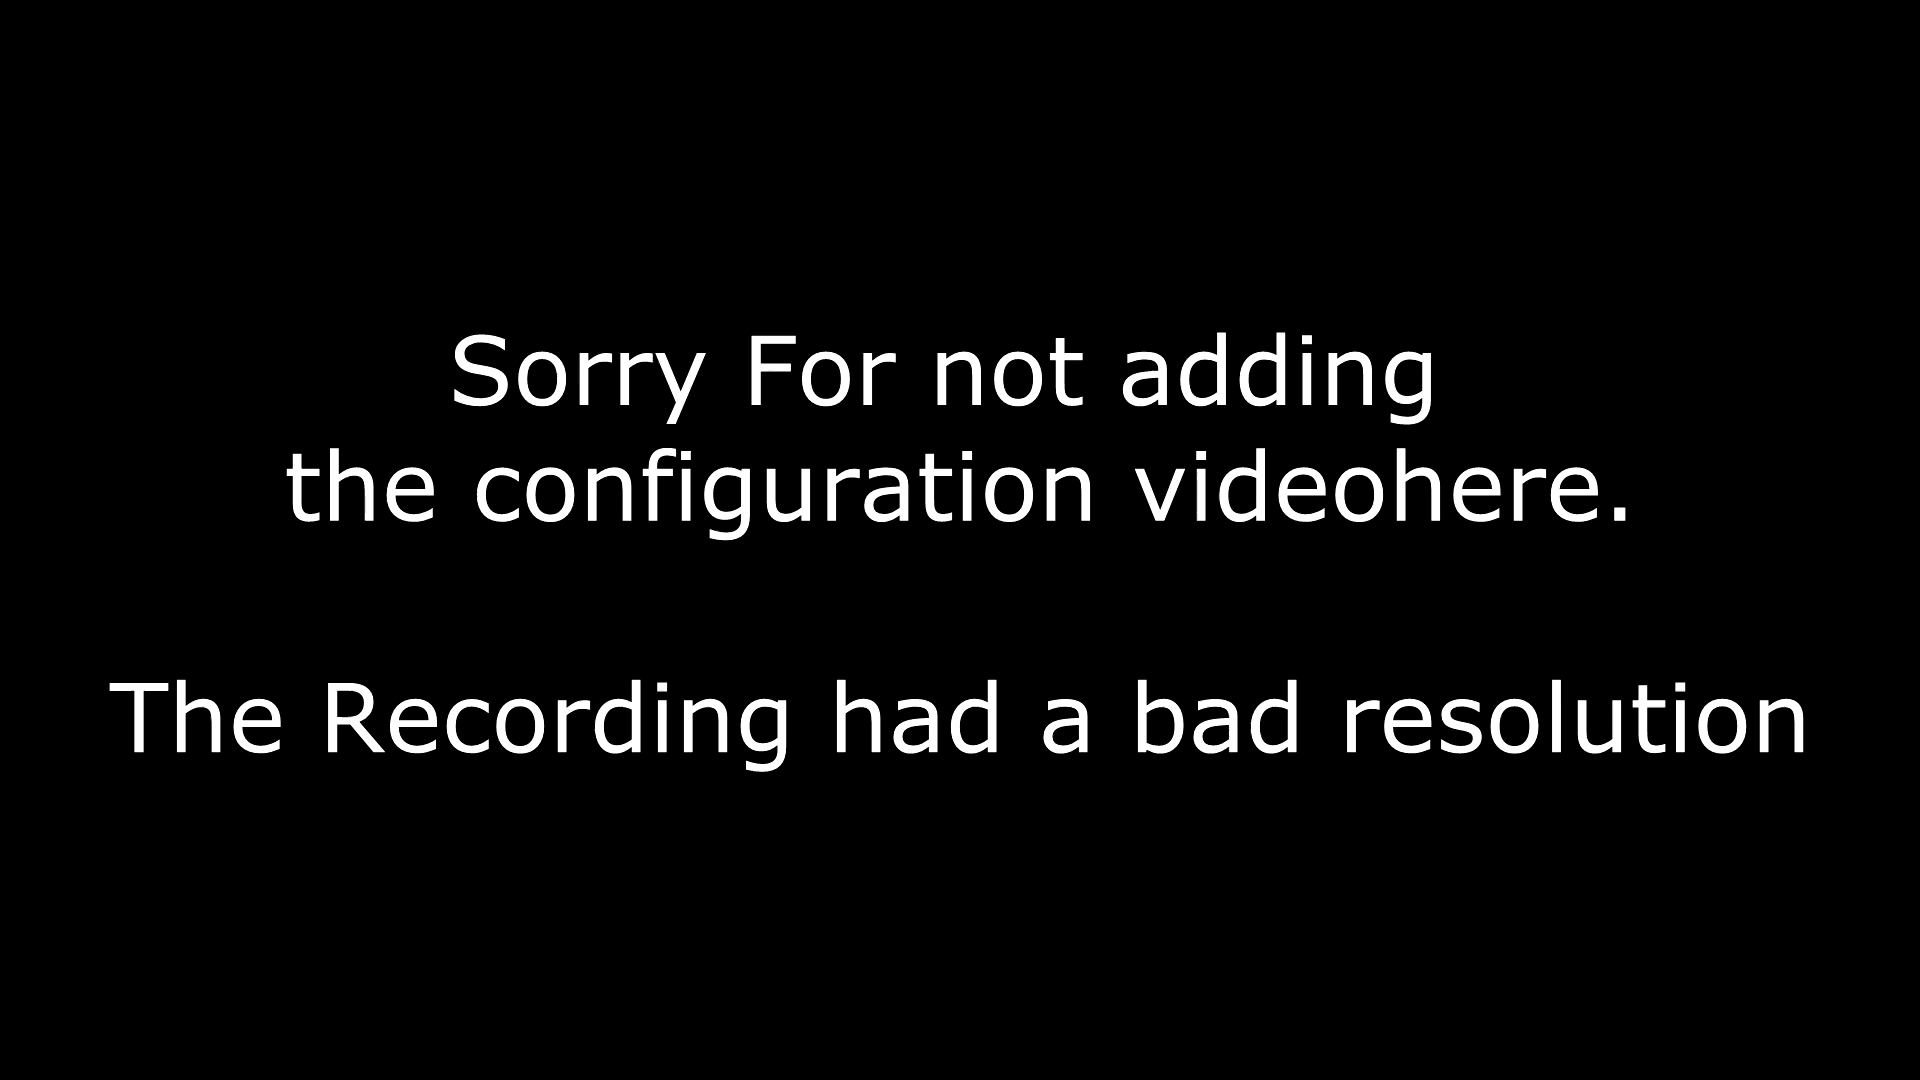 Sorry For not adding
the configuration videohere.
The Recording had a bad resolution